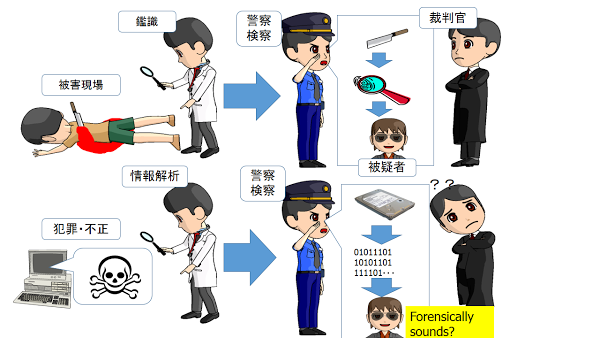 鑑識
警察
検察
裁判官
被害現場
被疑者
情報解析
警察
検察
? ?
犯罪・不正
01011101
10101101
111101・・・
Forensically
sounds?